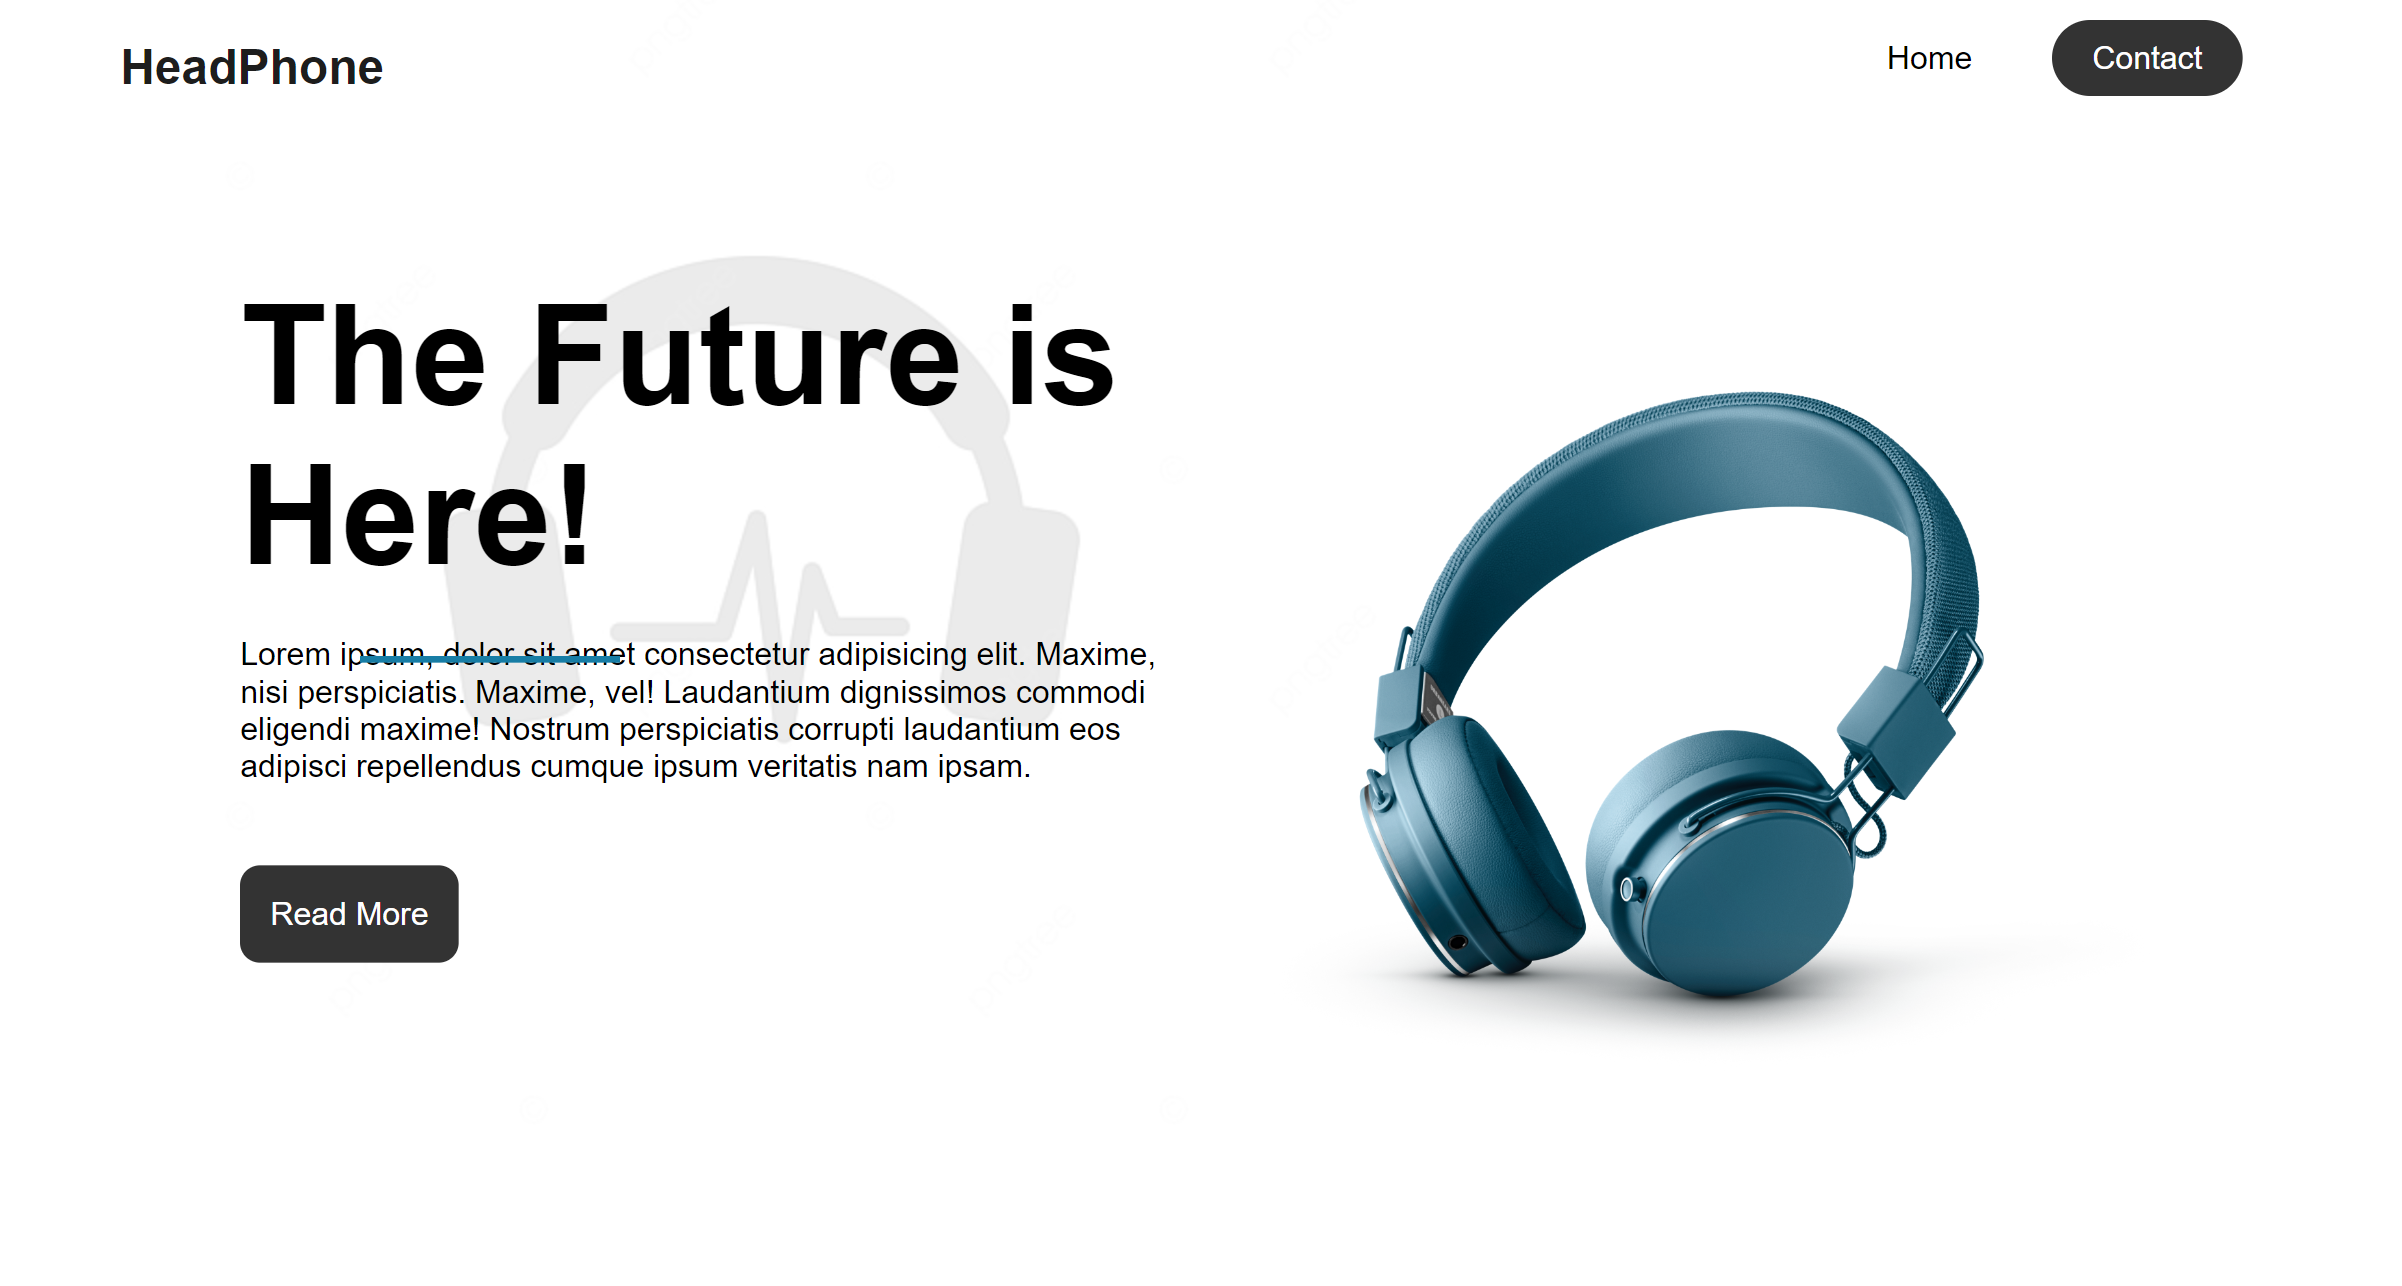 HeadPhone
Home
Contact
The Future is
Here!
Lorem ipsum, dolor sit amet consectetur adipisicing elit. Maxime,
nisi perspiciatis. Maxime, vel! Laudantium dignissimos commodi
eligendi maxime! Nostrum perspiciatis corrupti laudantium eos
adipisci repellendus cumque ipsum veritatis nam ipsam.
Read More